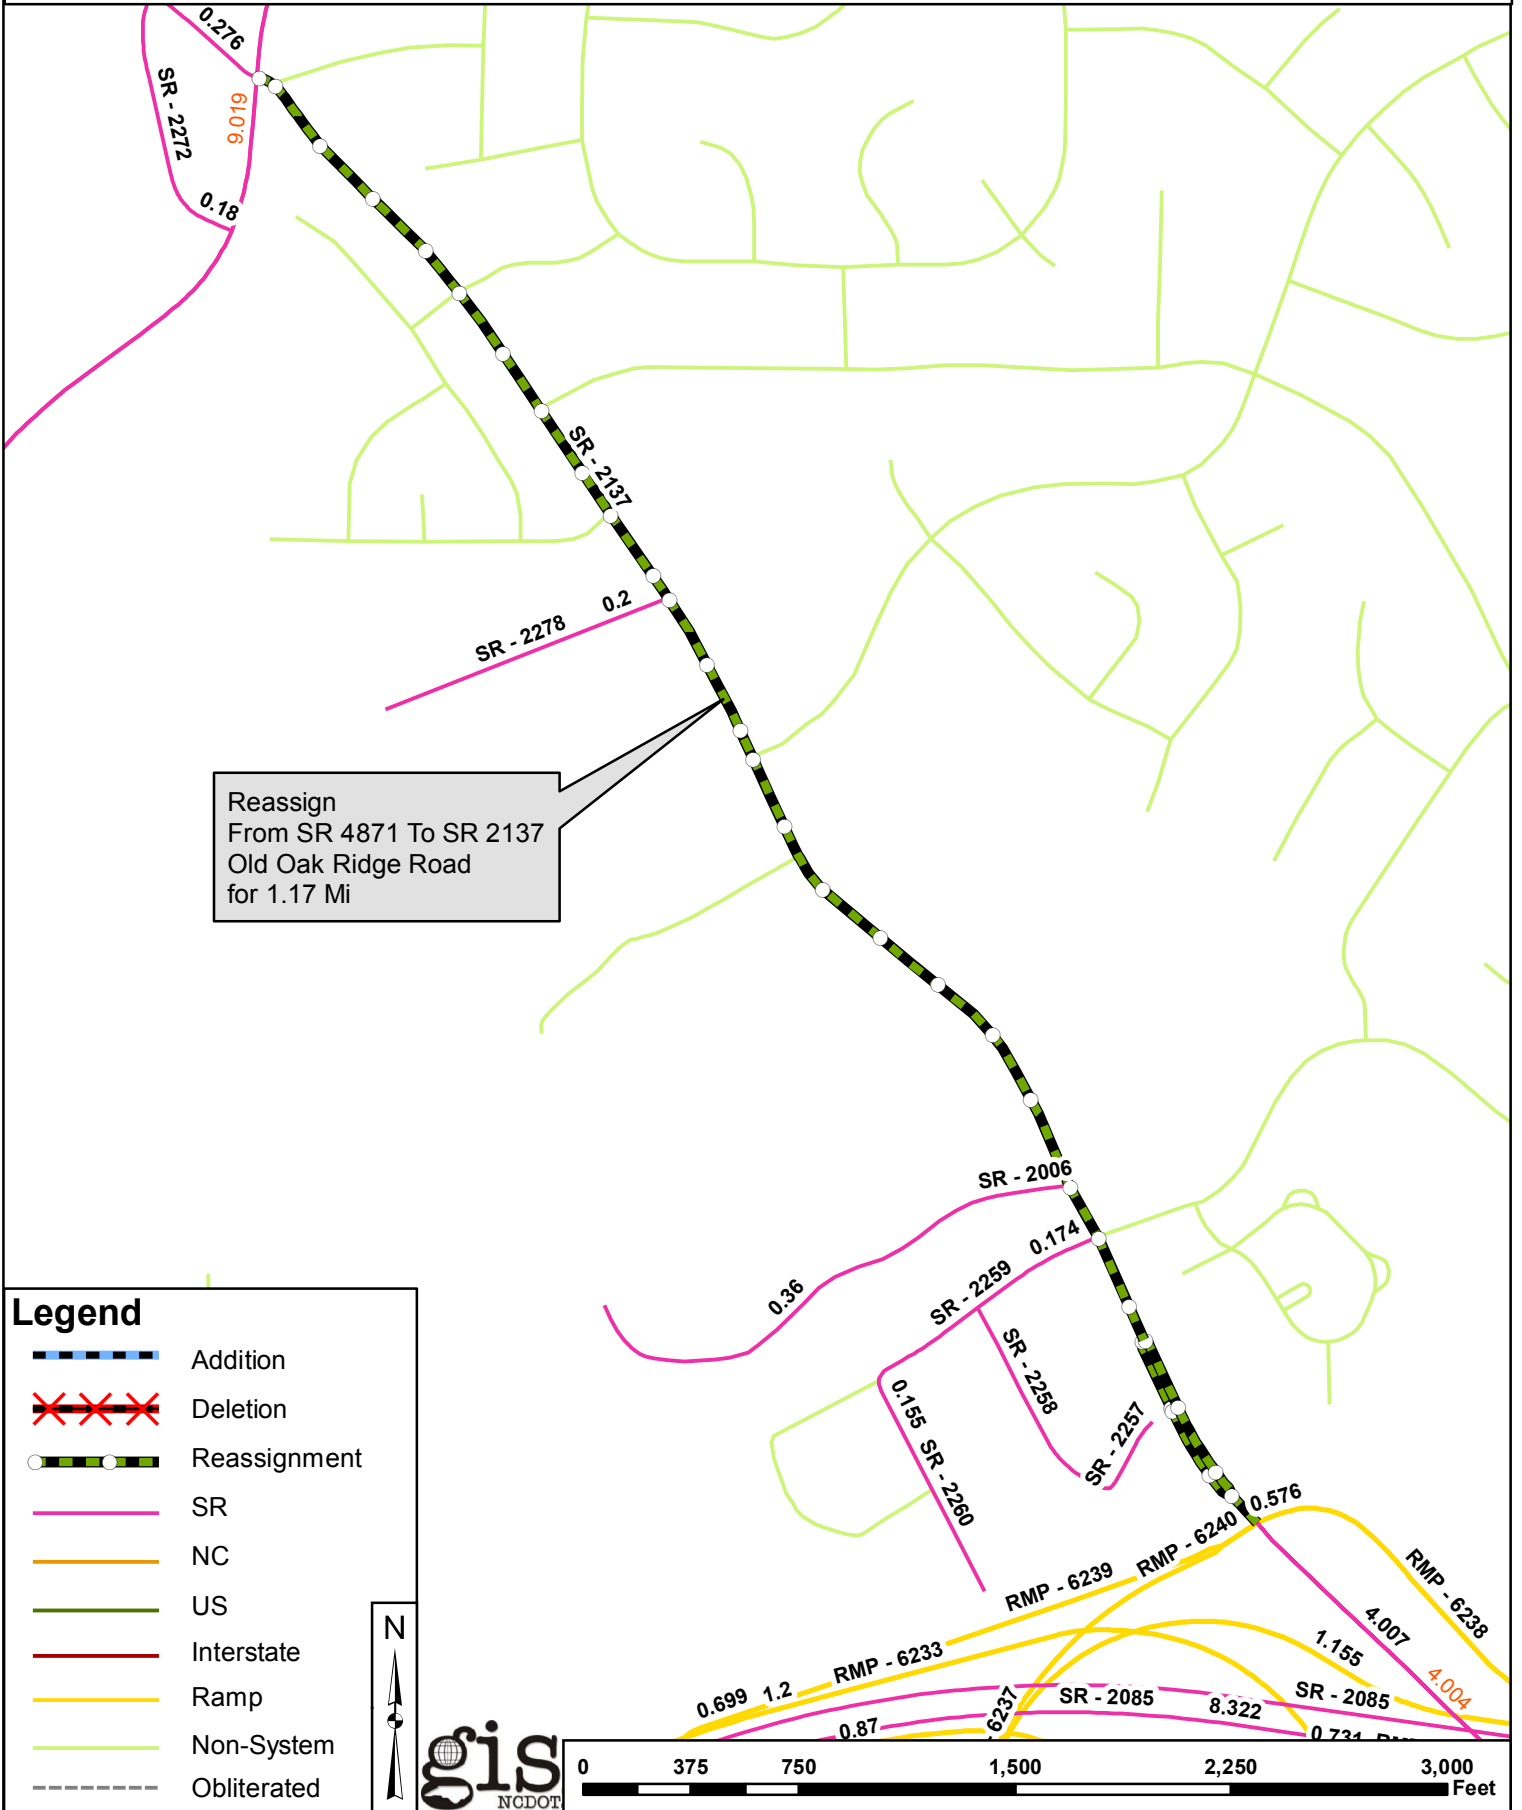 0.276
SR - 2272
9.019
0.18
SR - 2137
0.2
SR - 2278
Reassign
From SR 4871 To SR 2137
Old Oak Ridge Road
for 1.17 Mi
SR - 2006
0.174
SR - 2259
0.36
SR - 2258
0.155 SR - 2260
SR - 2257
0.576
RMP - 6240
RMP - 6239
RMP - 6238
RMP - 6233
4.007
1.155
4.004
0.699 1.2
SR - 2085
SR - 2085
8.322
- 6237
0.87
0.731
Legend
Addition
Deletion
Reassignment
SR
NC
US
Interstate
Ramp
Non-System
Obliterated
N
gis
NCDOT
0 375 750 1,500 2,250 3,000
Feet